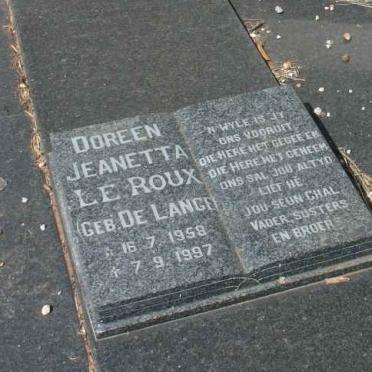 DOREEN
JEANETTA
LE ROUX
(GEB. DE LANGE)
* 16.7.1958
† 7.9.1997
'N WYLE IS JY
ONS VOORUIT,
DIE HERE HET GEGEE EN
DIE HERE HET GENEEM
ONS SAL JOU ALTYD
LIEF HÊ
JOU SEUN CHAL
VADER, SUSTERS
EN BROER